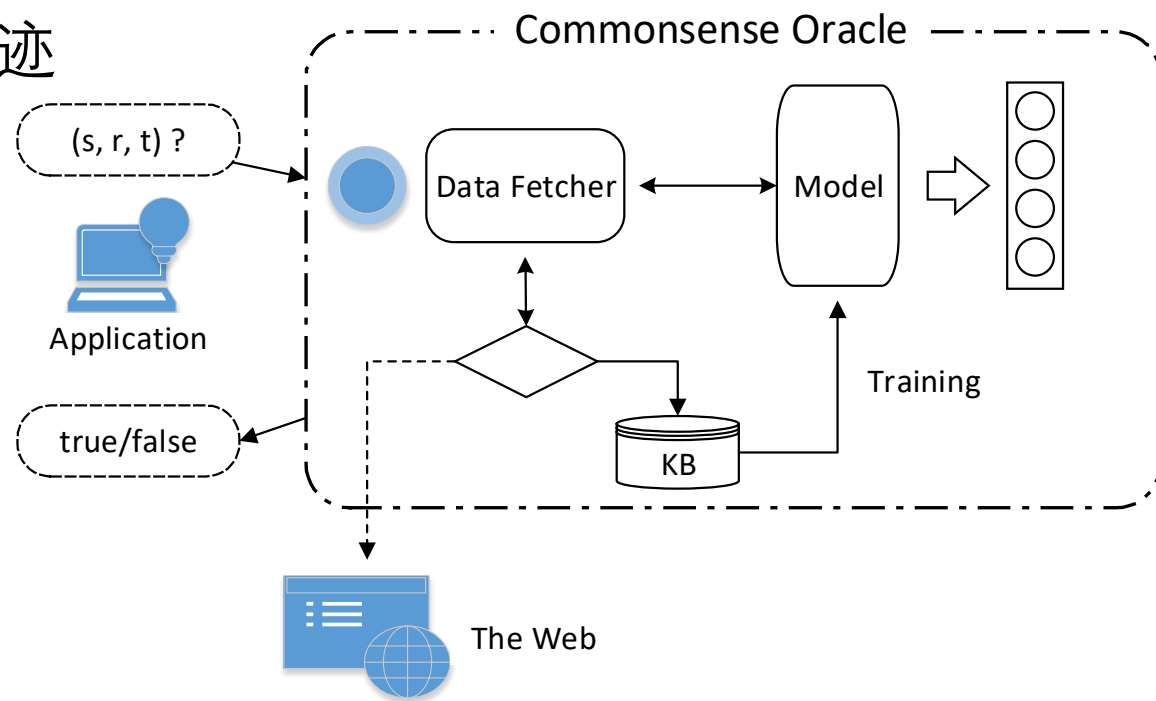 迹
Commonsense Oracle
(s, r, t) ?
Data Fetcher
Model
Application
Training
true/false
KB
The Web